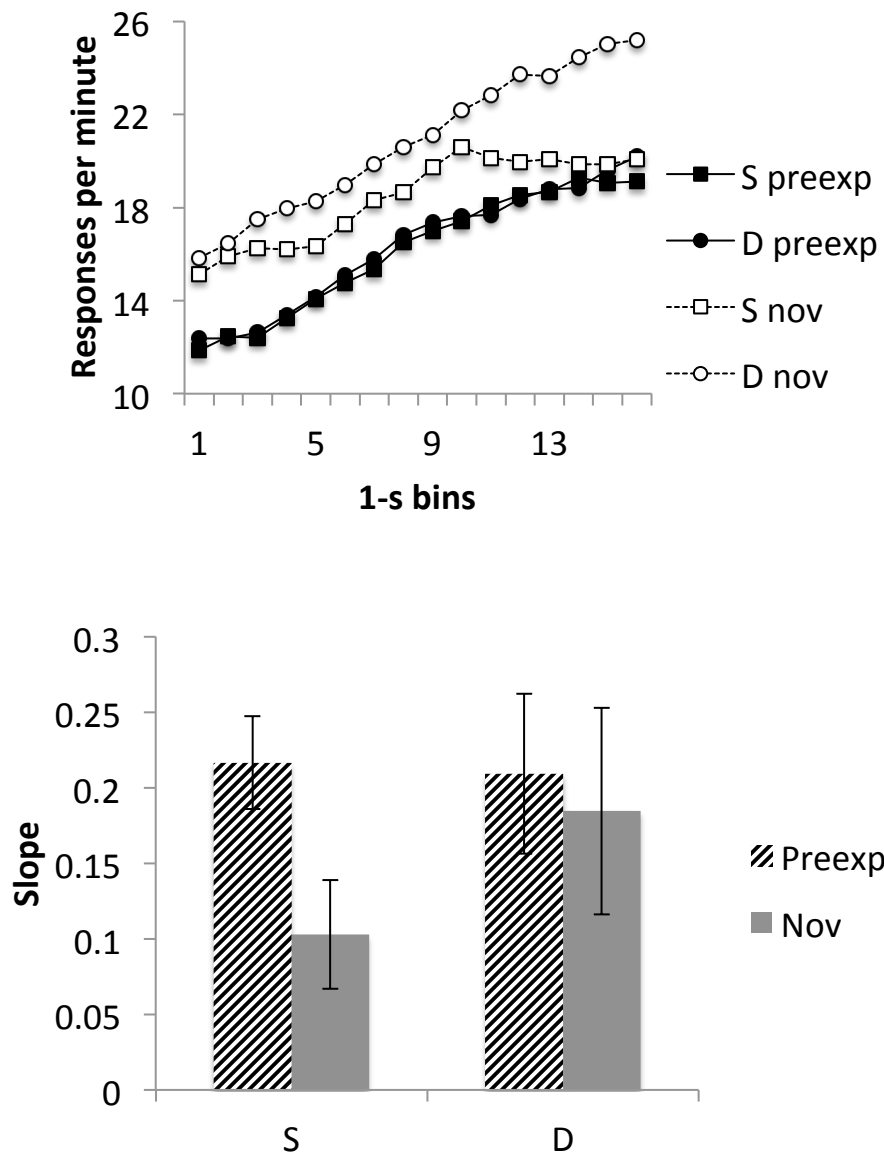 Responses per minute
26
22
18
14
10
1 5 9 13
1-s bins
S preexp
D preexp
S nov
D nov
Slope
0.3
0.25
0.2
0.15
0.1
0.05
0
S D
Preexp
Nov